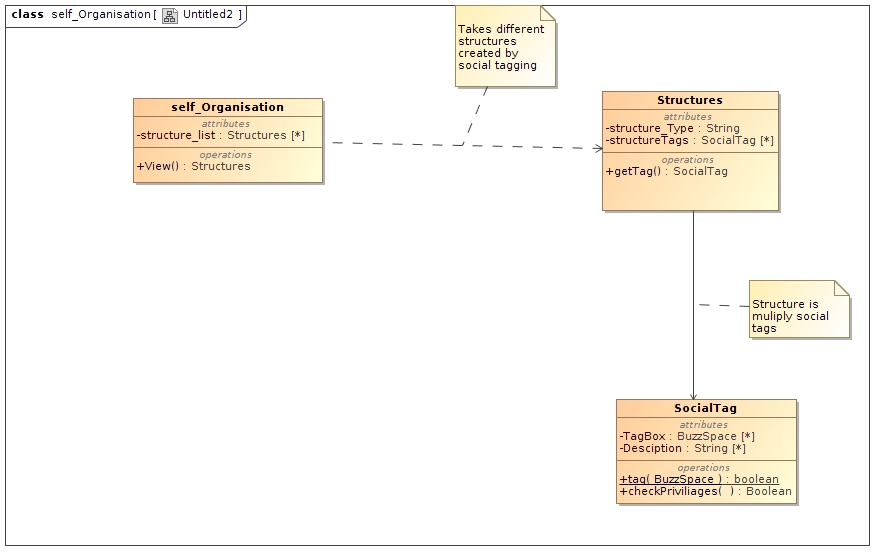 class self_Organisation[ Untitled2 ]
Takes different
structures
created by
social tagging
self_Organisation
attributes
-structure_list : Structures [*]
operations
+View() : Structures
Structures
attributes
-structure_Type : String
-structureTags : SocialTag [*]
operations
+getTag() : SocialTag
Structure is
muliply social
tags
SocialTag
attributes
-TagBox : BuzzSpace [*]
-Desciption : String [*]
operations
+tag( BuzzSpace ) : boolean
+checkPriviliages(  ) : Boolean